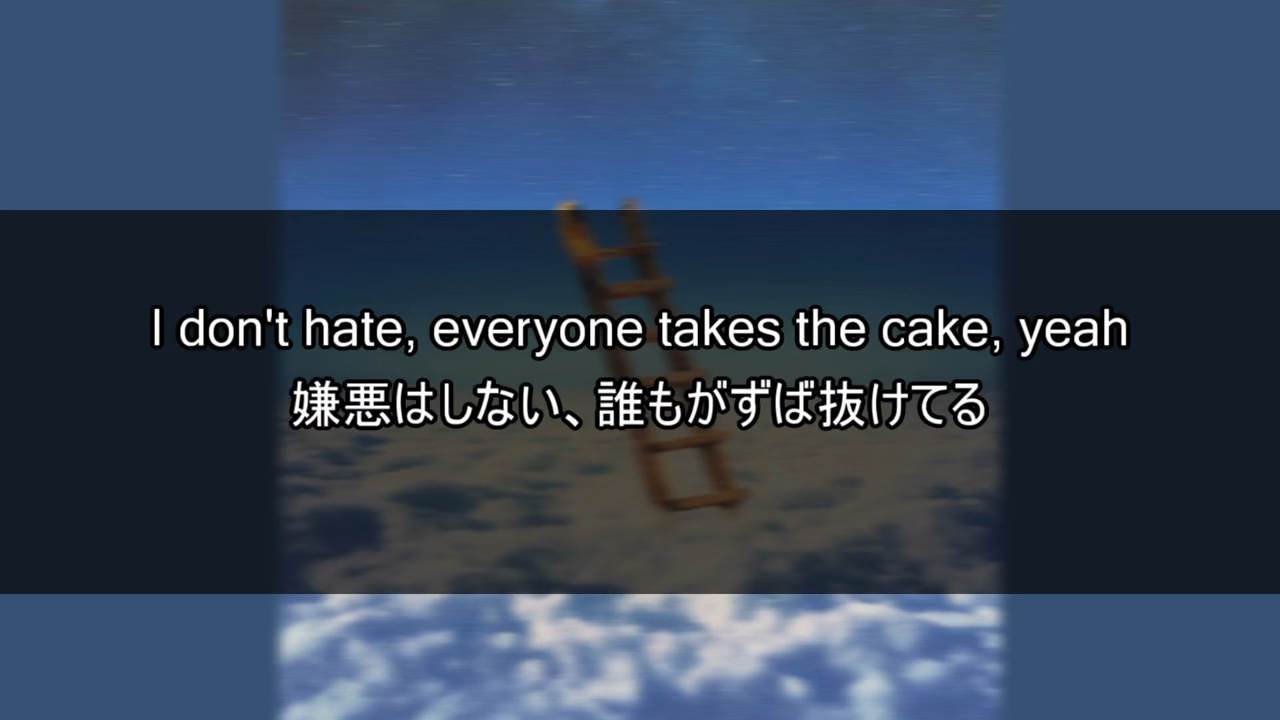 I don't hate, everyone takes the cake, yeah
嫌悪はしない、誰もがずば抜けてる